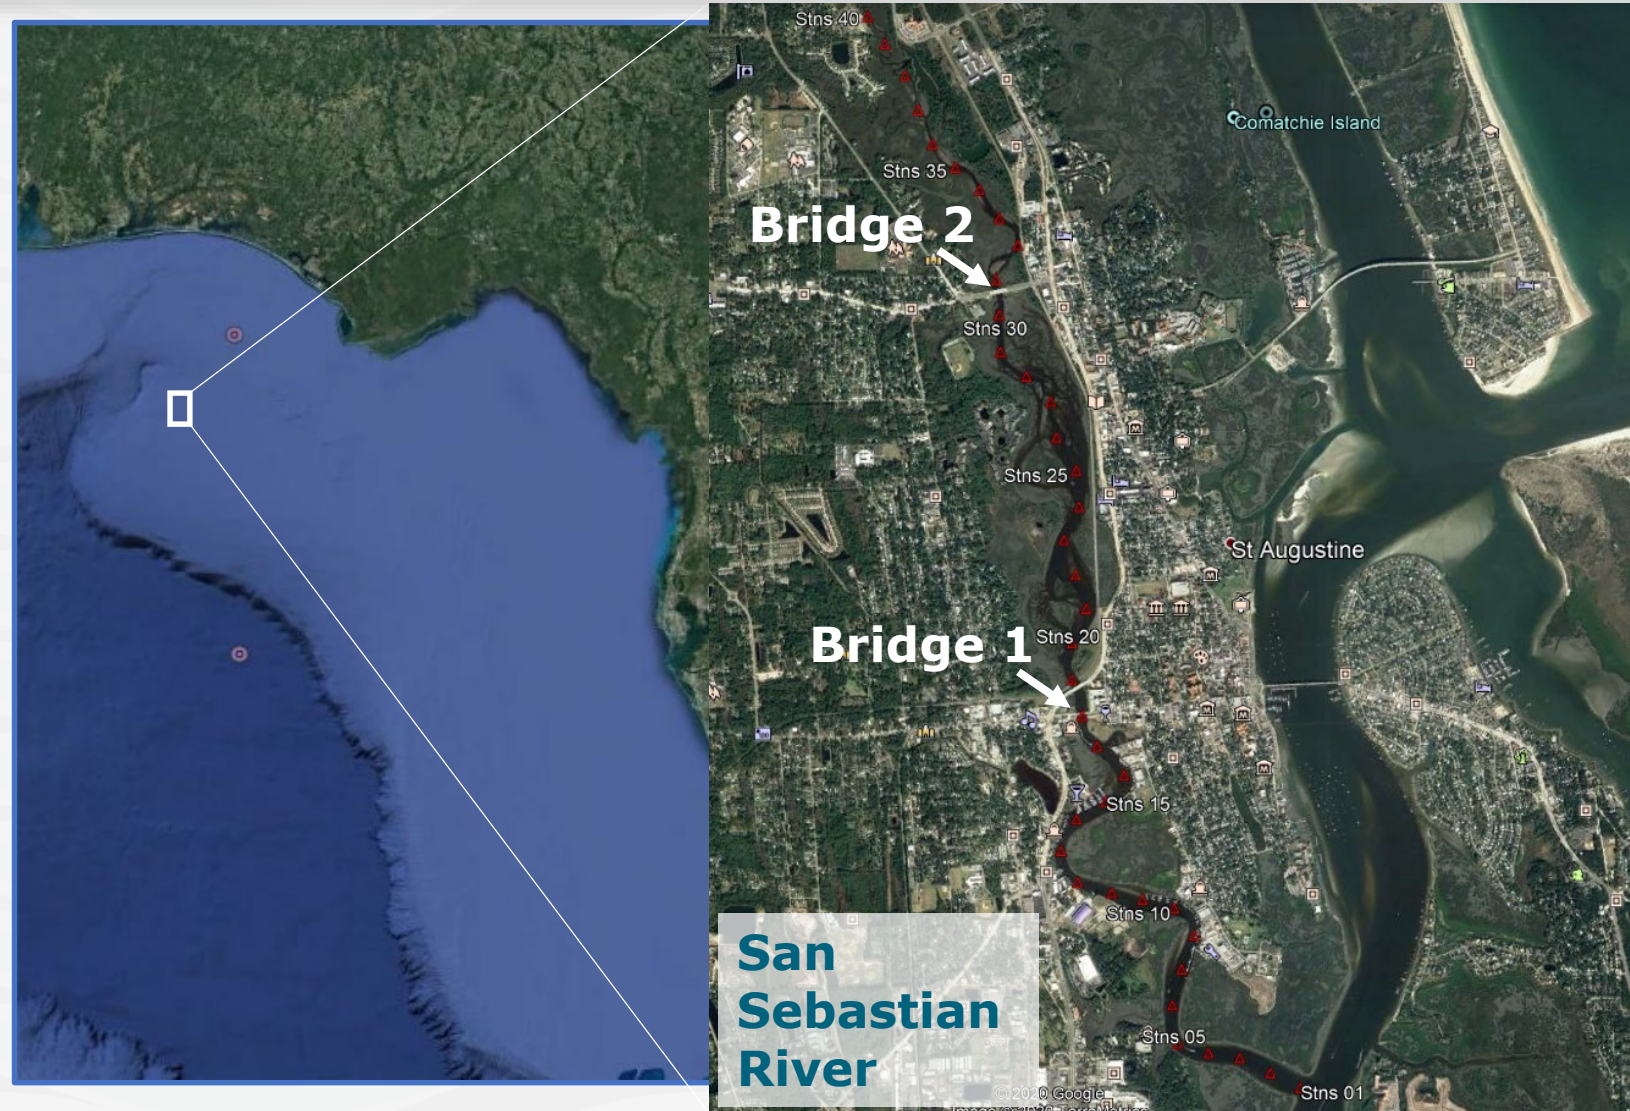 Stns 40
Comatchie Island
Stns 35
Bridge 2
Stns 30
Stns 25
St Augustine
Stns 20
Bridge 1
Stns 15
Stns 10
San
Sebastian
River
Stns 05
Stns 01
©2020 Google